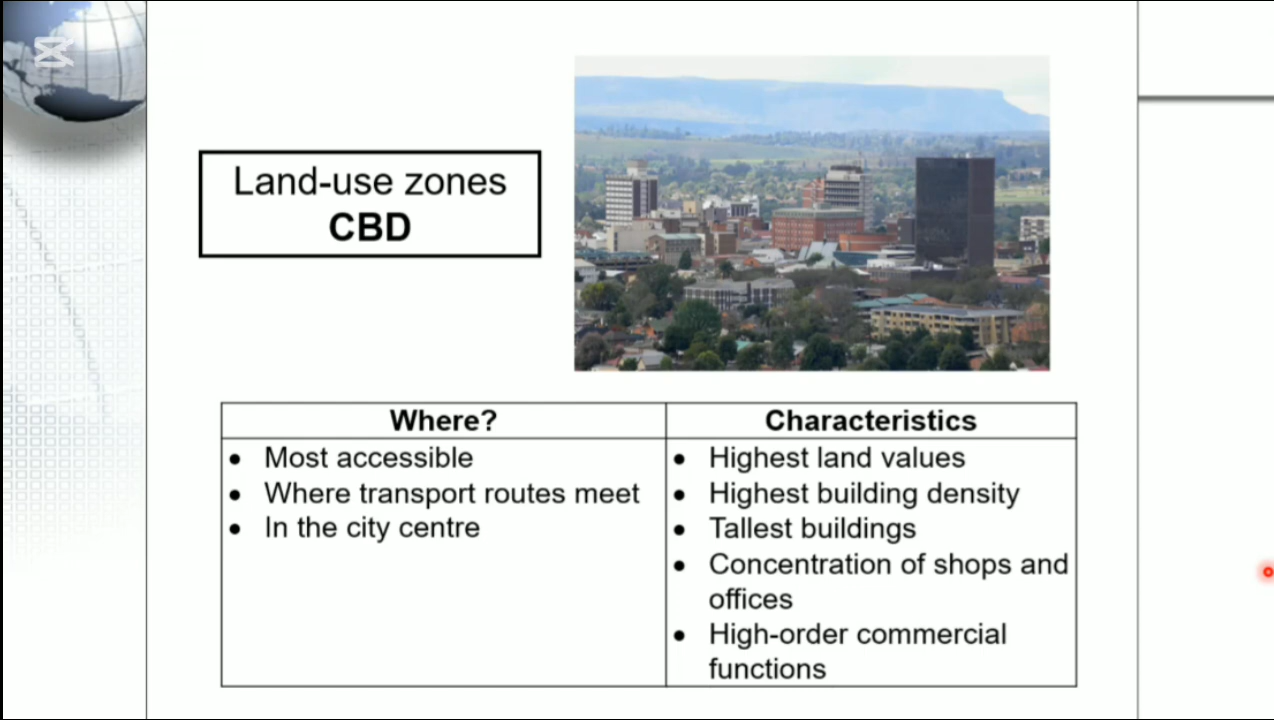 Land-use zones
CBD
Where?
• Most accessible
• Where transport routes meet
• In the city centre
Characteristics
• Highest land values
• Highest building density
• Tallest buildings
• Concentration of shops and
offices
• High-order commercial
functions